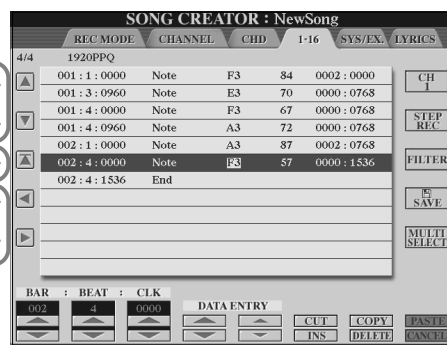 SONG CREATOR : NewSong
REC MODE CHANNEL CHD 1-16 SYS/EX. LYRICS
4/4 1920PPQ
001 : 1 : 0000 Note F3 84 0002 : 0000
001 : 3 : 0960 Note E3 70 0000 : 0768
001 : 4 : 0000 Note F3 67 0000 : 0768
001 : 4 : 0960 Note A3 72 0000 : 0768
002 : 1 : 0000 Note A3 87 0002 : 0768
002 : 4 : 0000 Note 57 0000 : 1536
002 : 4 : 1536 End
CH 1
STEP REC
FILTER
SAVE
MULTI SELECT
BAR : BEAT : CLK
002 4 0000 DATA ENTRY
CUT COPY PASTE
INS DELETE CANCEL